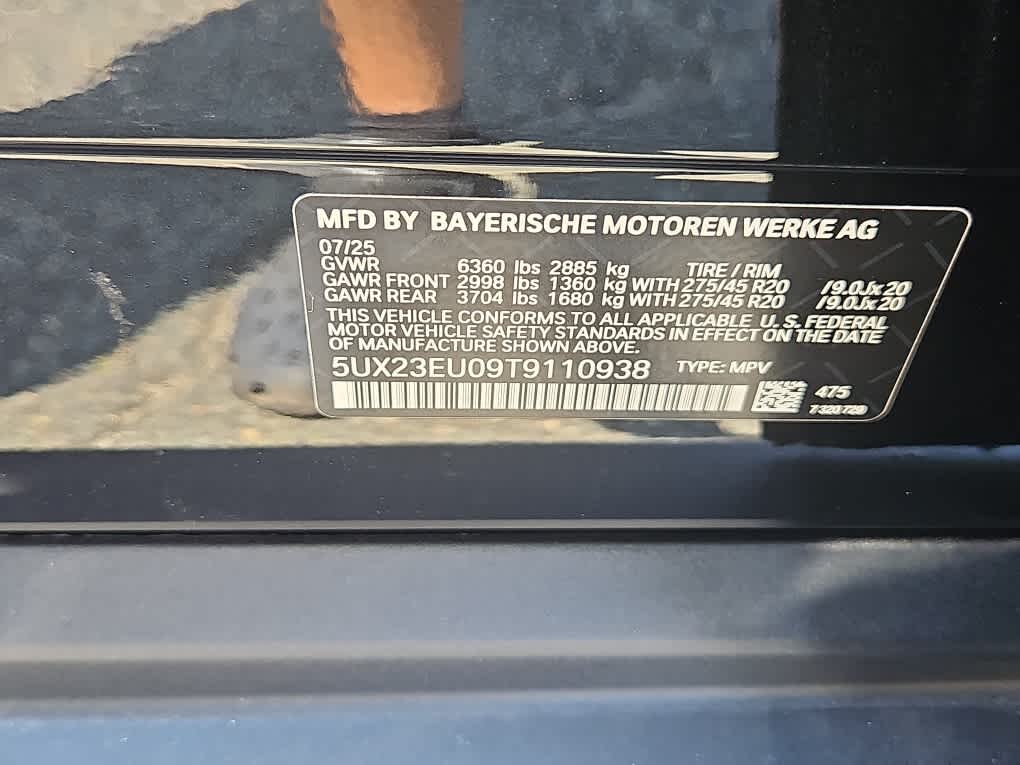 MFD BY BAYERISCHE MOTOREN WERKE AG
07/25
GVWR 6360 lbs 2885 kg TIRE / RIM
GAWR FRONT 2998 lbs 1360 kg WITH 275/45 R20 /9.0Jx20
GAWR REAR 3704 lbs 1680 kg WITH 275/45 R20 /9.0Jx20
THIS VEHICLE CONFORMS TO ALL APPLICABLE U.S. FEDERAL
MOTOR VEHICLE SAFETY STANDARDS IN EFFECT ON THE DATE
OF MANUFACTURE SHOWN ABOVE.
5UX23EU09T9110938 TYPE: MPV
475
7 320 729